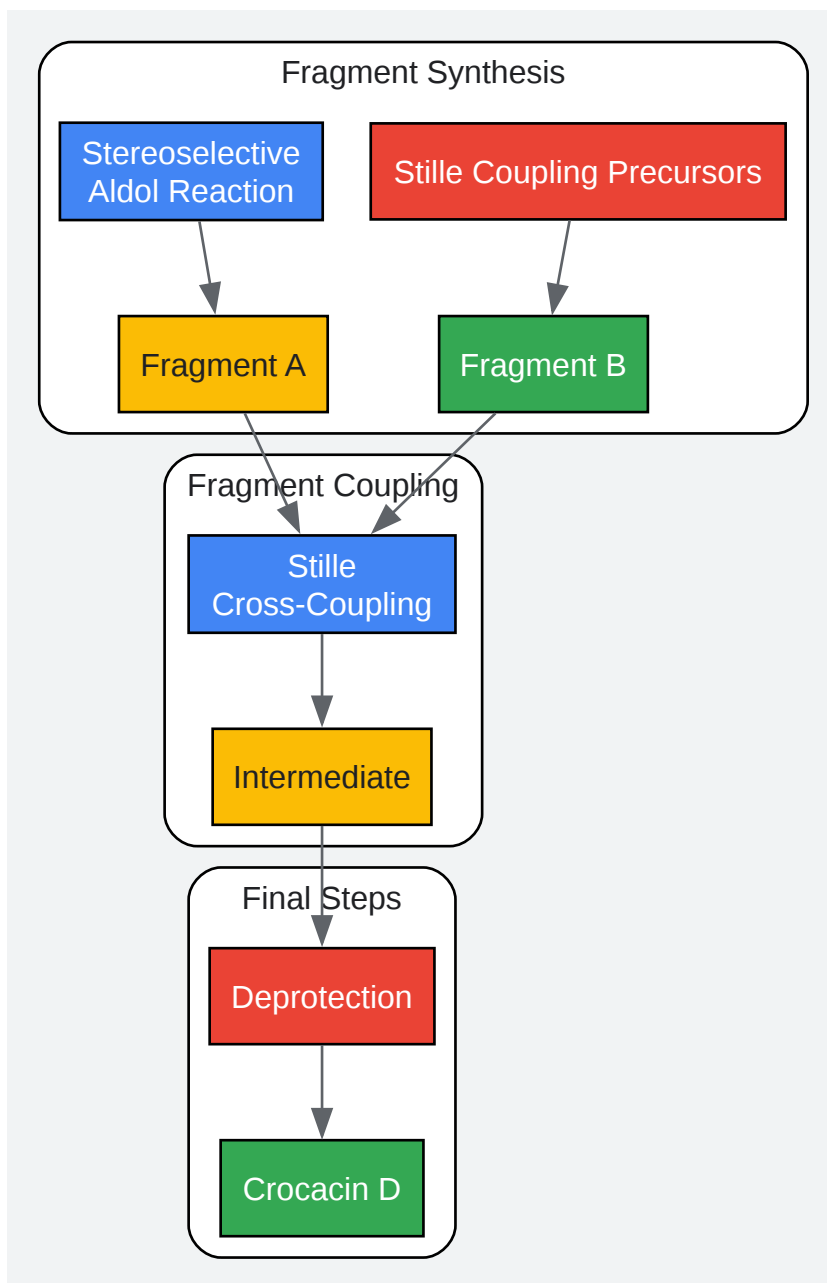 Fragment Synthesis
Stereoselective
Aldol Reaction
Stille Coupling Precursors
Fragment A
Fragment B
Fragment Coupling
Stille
Cross-Coupling
Intermediate
Final Steps
Deprotection
Crocacin D